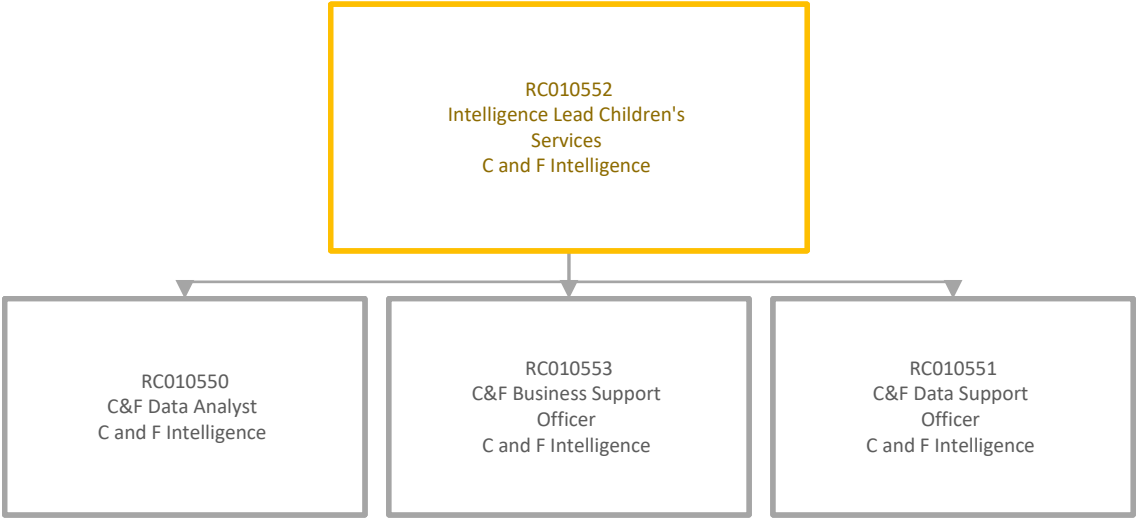 RC010552
Intelligence Lead Children's
Services
C and F Intelligence
RC010550
C&F Data Analyst
C and F Intelligence
RC010553
C&F Business Support
Officer
C and F Intelligence
RC010551
C&F Data Support
Officer
C and F Intelligence